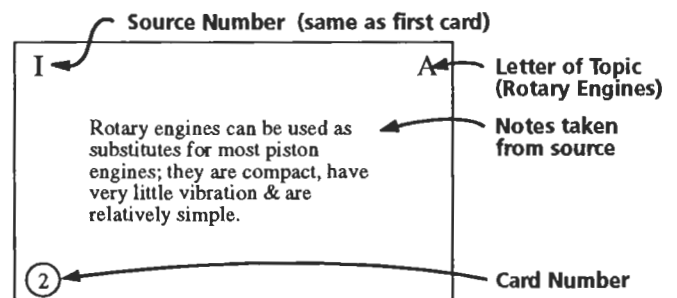 Source Number (same as first card)
I
A
Letter of Topic
(Rotary Engines)
Rotary engines can be used as
substitutes for most piston
engines; they are compact, have
very little vibration & are
relatively simple.
Notes taken
from source
2
Card Number